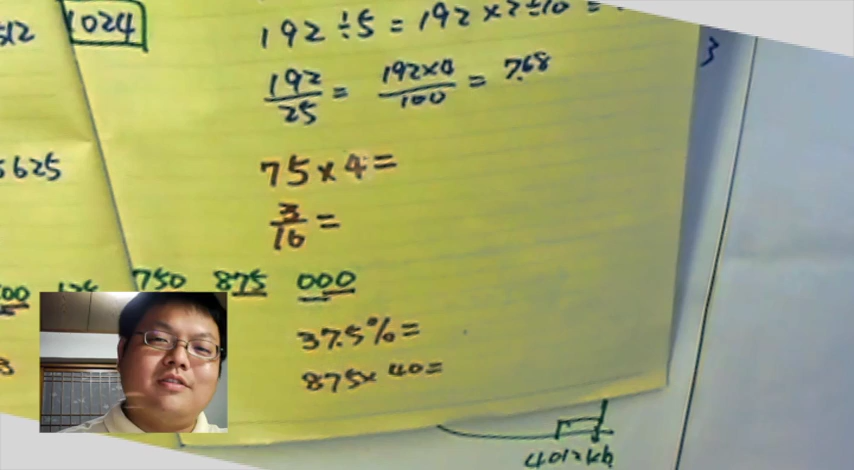 512 1024
192 ÷ 5 = 192 × 2 ÷ 10 =
192/25 = 192×4/100 = 7.68
3
5625
75 × 4 =
3/16 =
750 875 000
37.5% =
875 × 40 =